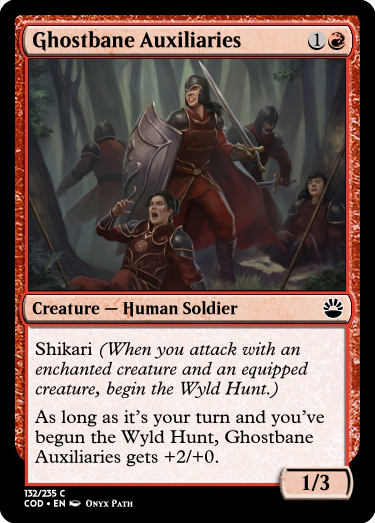 Ghostbane Auxiliaries 1
Creature — Human Soldier
Shikari (When you attack with an
enchanted creature and an equipped
creature, begin the Wyld Hunt.)
As long as it's your turn and you've
begun the Wyld Hunt, Ghostbane
Auxiliaries gets +2/+0.
1/3
132/235 C
COD • EN Onyx Path